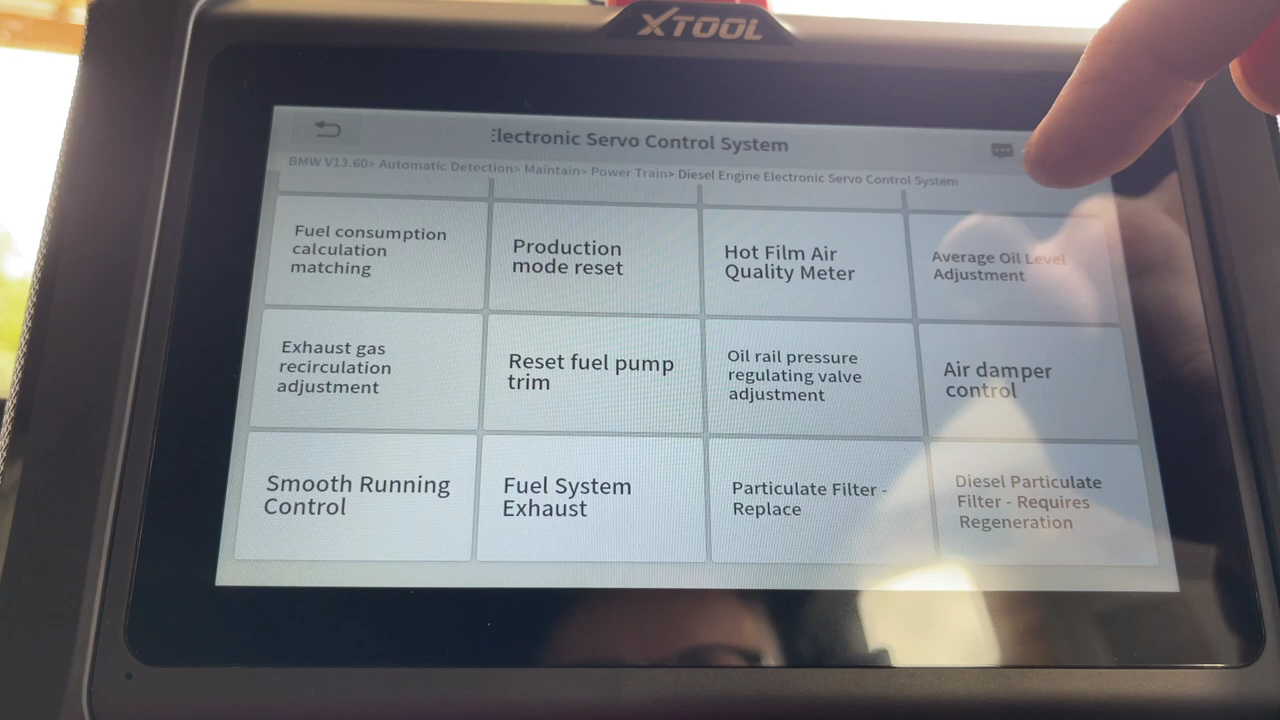 XTOOL
Electronic Servo Control System
BMW V13.60> Automatic Detection> Maintain> Power Train> Diesel Engine Electronic Servo Control System
Fuel consumption
calculation
matching
Production
mode reset
Hot Film Air
Quality Meter
Average Oil Level
Adjustment
Exhaust gas
recirculation
adjustment
Reset fuel pump
trim
Oil rail pressure
regulating valve
adjustment
Air damper
control
Smooth Running
Control
Fuel System
Exhaust
Particulate Filter -
Replace
Diesel Particulate
Filter - Requires
Regeneration